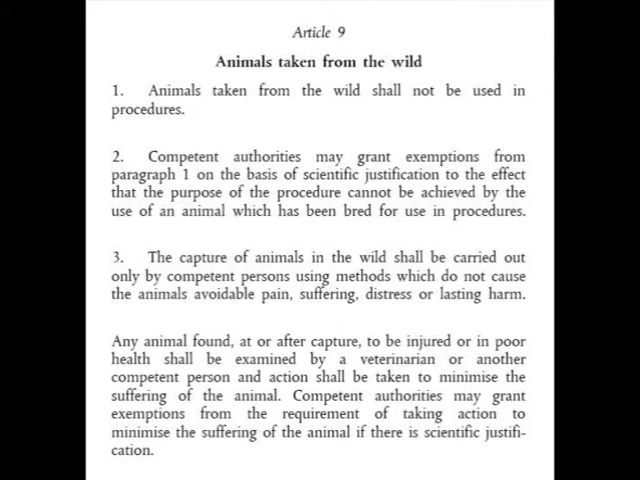 Article 9
Animals taken from the wild
1. Animals taken from the wild shall not be used in
procedures.
2. Competent authorities may grant exemptions from
paragraph 1 on the basis of scientific justification to the effect
that the purpose of the procedure cannot be achieved by the
use of an animal which has been bred for use in procedures.
3. The capture of animals in the wild shall be carried out
only by competent persons using methods which do not cause
the animals avoidable pain, suffering, distress or lasting harm.
Any animal found, at or after capture, to be injured or in poor
health shall be examined by a veterinarian or another
competent person and action shall be taken to minimise the
suffering of the animal. Competent authorities may grant
exemptions from the requirement of taking action to
minimise the suffering of the animal if there is scientific justifi-
cation.